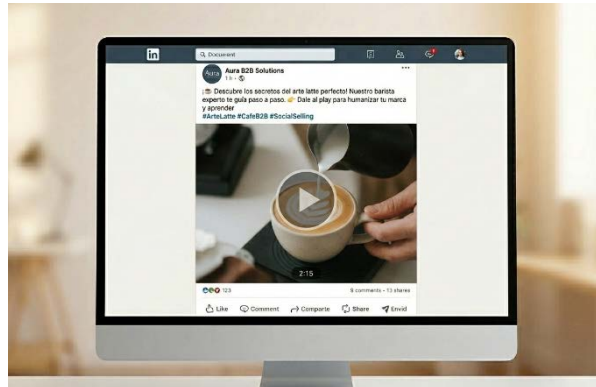 in
Document
Aura
Aura B2B Solutions
1 h
¡☕ Descubre los secretos del arte latte perfecto! Nuestro barista
experto te guía paso a paso. 👉 Dale al play para humanizar tu marca
y aprender
#ArteLatte #CafeB2B #SocialSelling
2:15
123
8 comments • 13 shares
Like Comment Comparte Share Envid